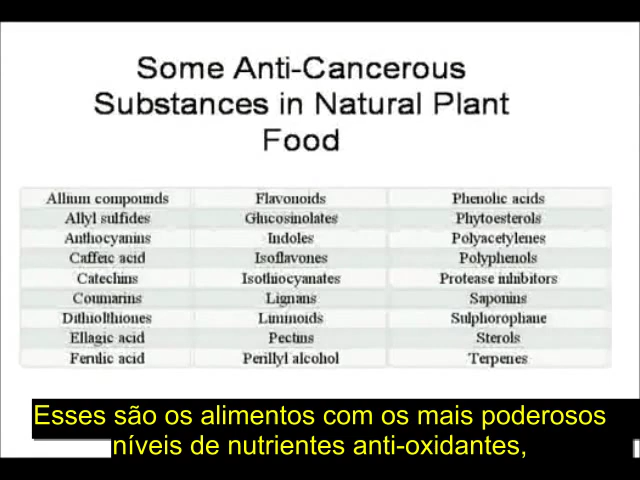 Some Anti-Cancerous
Substances in Natural Plant
Food
Allium compounds Flavonoids Phenolic acids
Allyl sulfides Glucosinolates Phytoesterols
Anthocyanins Indoles Polyacetylenes
Caffeic acid Isoflavones Polyphenols
Catechins Isothiocyanates Protease inhibitors
Coumarins Lignans Saponins
Dithiolthiones Liminoids Sulphorophane
Ellagic acid Pectins Sterols
Ferulic acid Perillyl alcohol Terpenes
Esses são os alimentos com os mais poderosos
níveis de nutrientes anti-oxidantes,